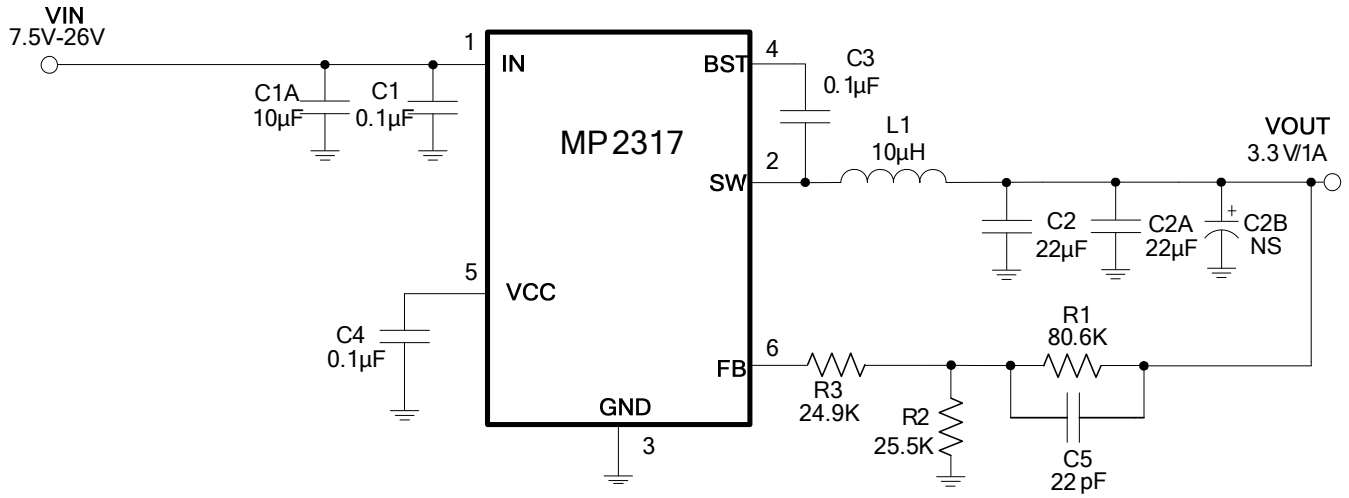 VIN
7.5V-26V
1
IN
C1A
10µF
C1
0.1µF
MP2317
BST
4
C3
0.1µF
SW
2
L1
10µH
VOUT
3.3V/1A
C2
22µF
C2A
22µF
+
C2B
NS
5
VCC
C4
0.1µF
FB
6
R3
24.9K
R2
25.5K
R1
80.6K
C5
22pF
GND
3